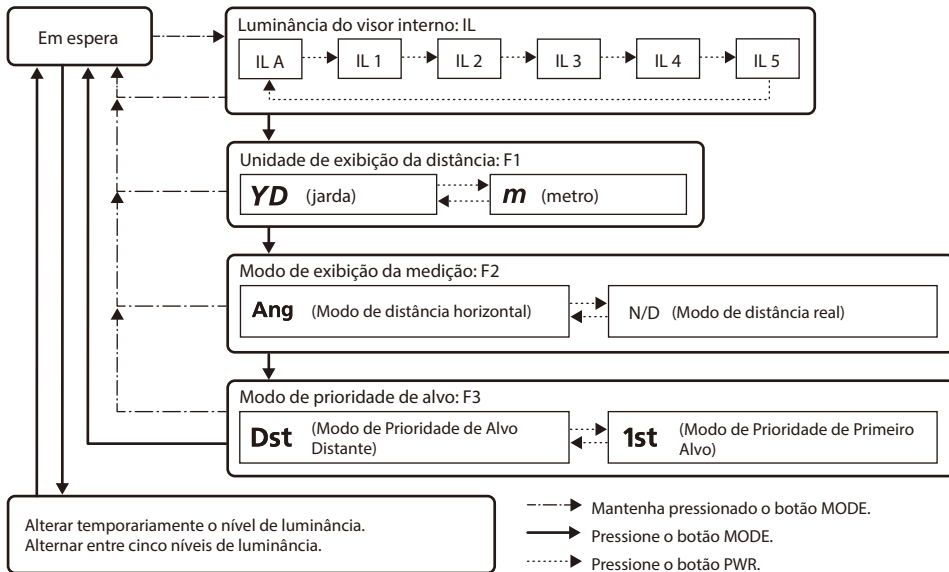 Em espera
Luminância do visor interno: IL
IL A
IL 1
IL 2
IL 3
IL 4
IL 5
Unidade de exibição da distância: F1
YD (jarda)
m (metro)
Modo de exibição da medição: F2
Ang (Modo de distância horizontal)
N/D (Modo de distância real)
Modo de prioridade de alvo: F3
Dst (Modo de Prioridade de Alvo
Distante)
1st (Modo de Prioridade de Primeiro
Alvo)
Alterar temporariamente o nível de luminância.
Alternar entre cinco níveis de luminância.
Mantenha pressionado o botão MODE.
Pressione o botão MODE.
Pressione o botão PWR.